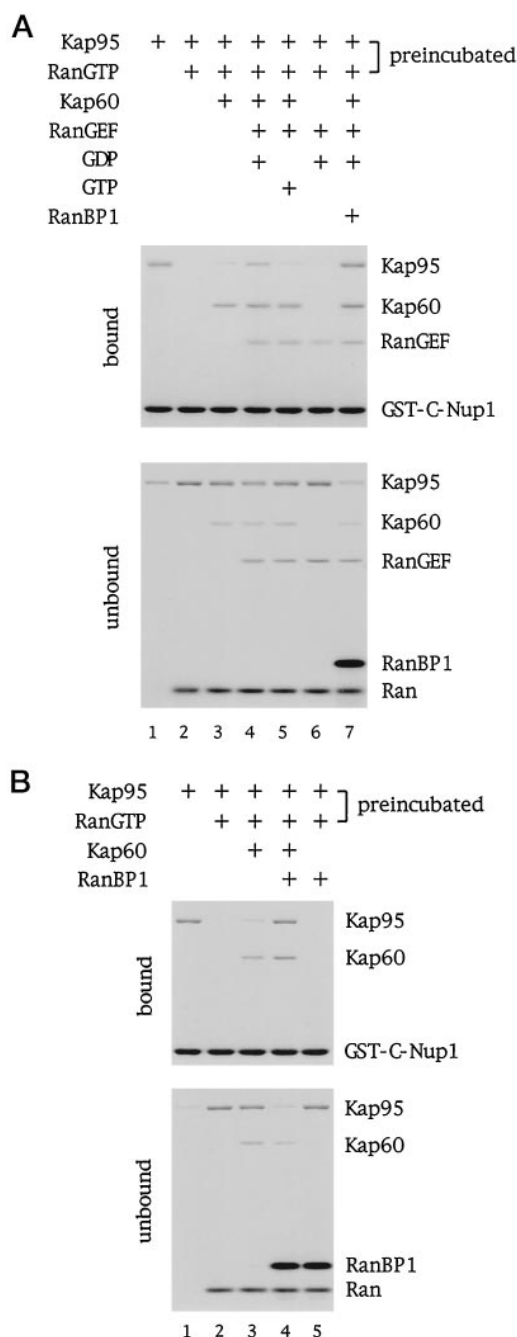 A
Kap95 + + + + + + + preincubated
RanGTP + + + + + +
Kap60 + + + +
RanGEF + + + +
GDP + + +
GTP +
RanBP1 +
bound
Kap95
Kap60
RanGEF
GST-C-Nup1
unbound
Kap95
Kap60
RanGEF
RanBP1
Ran
1 2 3 4 5 6 7
B
Kap95 + + + + + preincubated
RanGTP + + + +
Kap60 + +
RanBP1 + +
bound
Kap95
Kap60
GST-C-Nup1
unbound
Kap95
Kap60
RanBP1
Ran
1 2 3 4 5